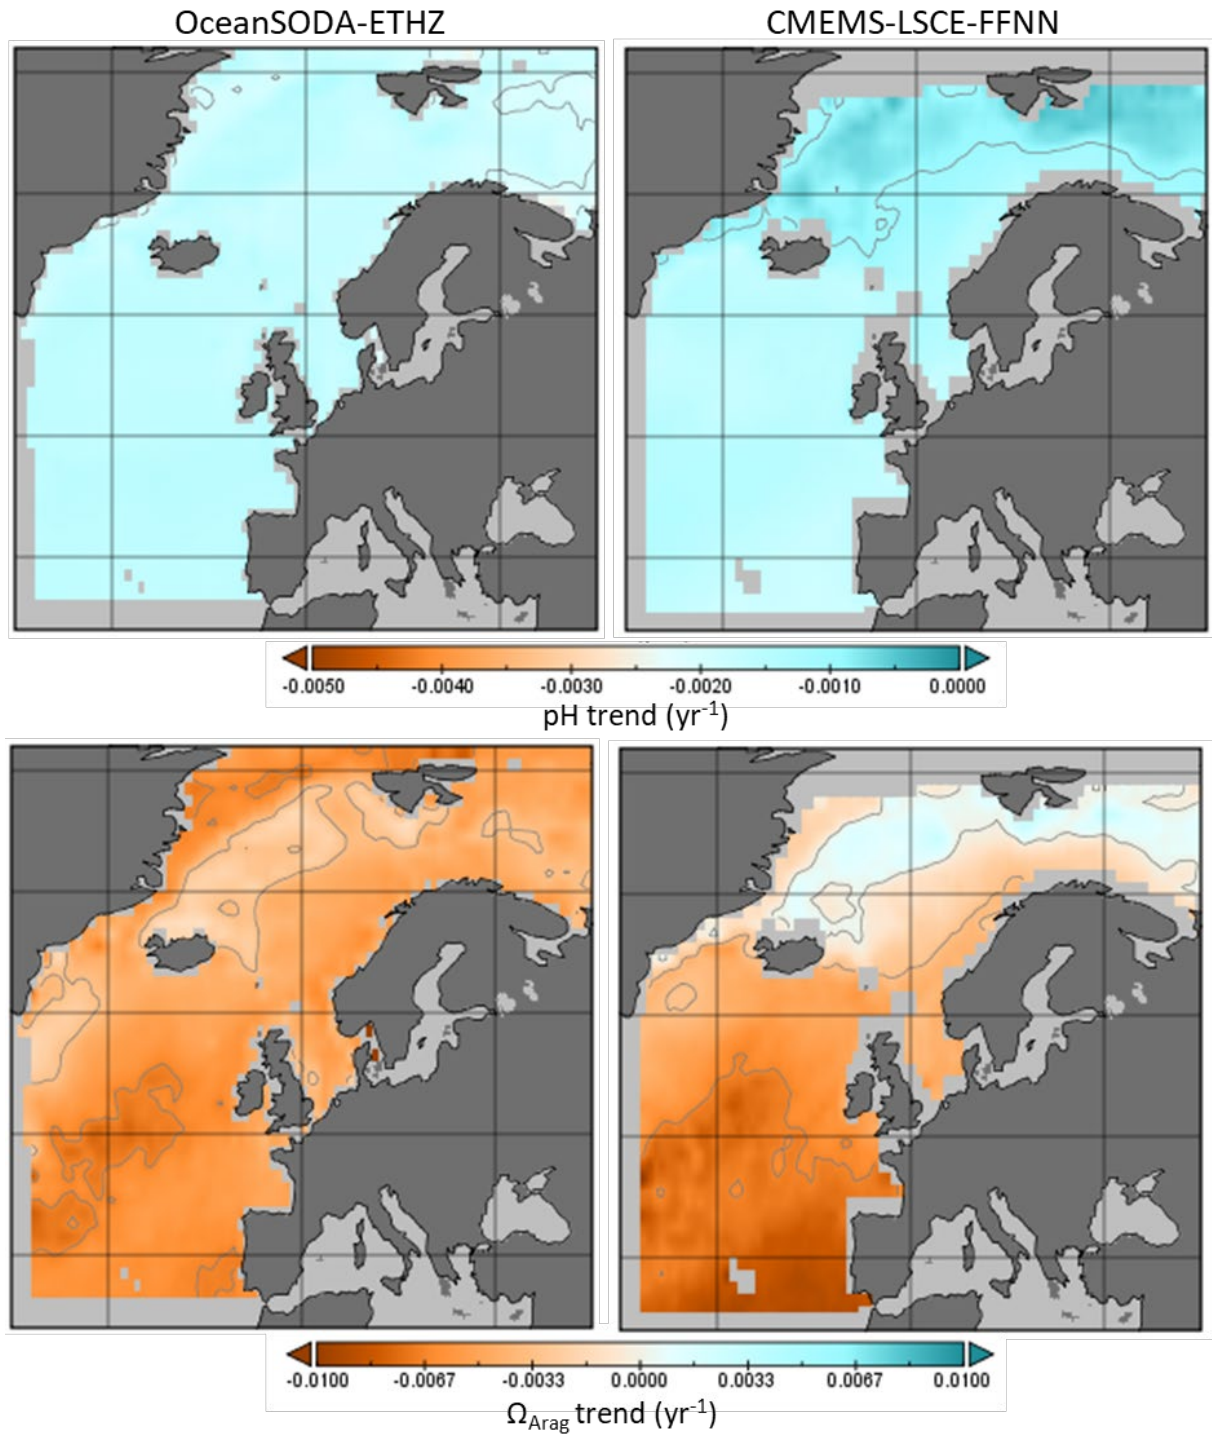 OceanSODA-ETHZ CMEMS-LSCE-FFNN
-0.0050 -0.0040 -0.0030 -0.0020 -0.0010 0.0000
pH trend (yr-1)
-0.0100 -0.0067 -0.0033 0.0000 0.0033 0.0067 0.0100
ΩArag trend (yr-1)